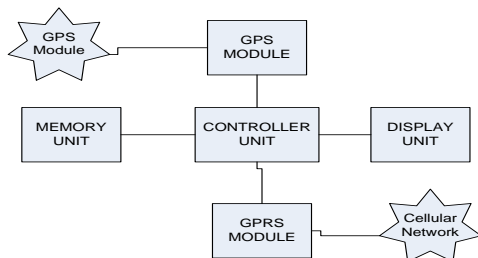 GPS
Module
GPS
MODULE
MEMORY
UNIT
CONTROLLER
UNIT
DISPLAY
UNIT
GPRS
MODULE
Cellular
Network